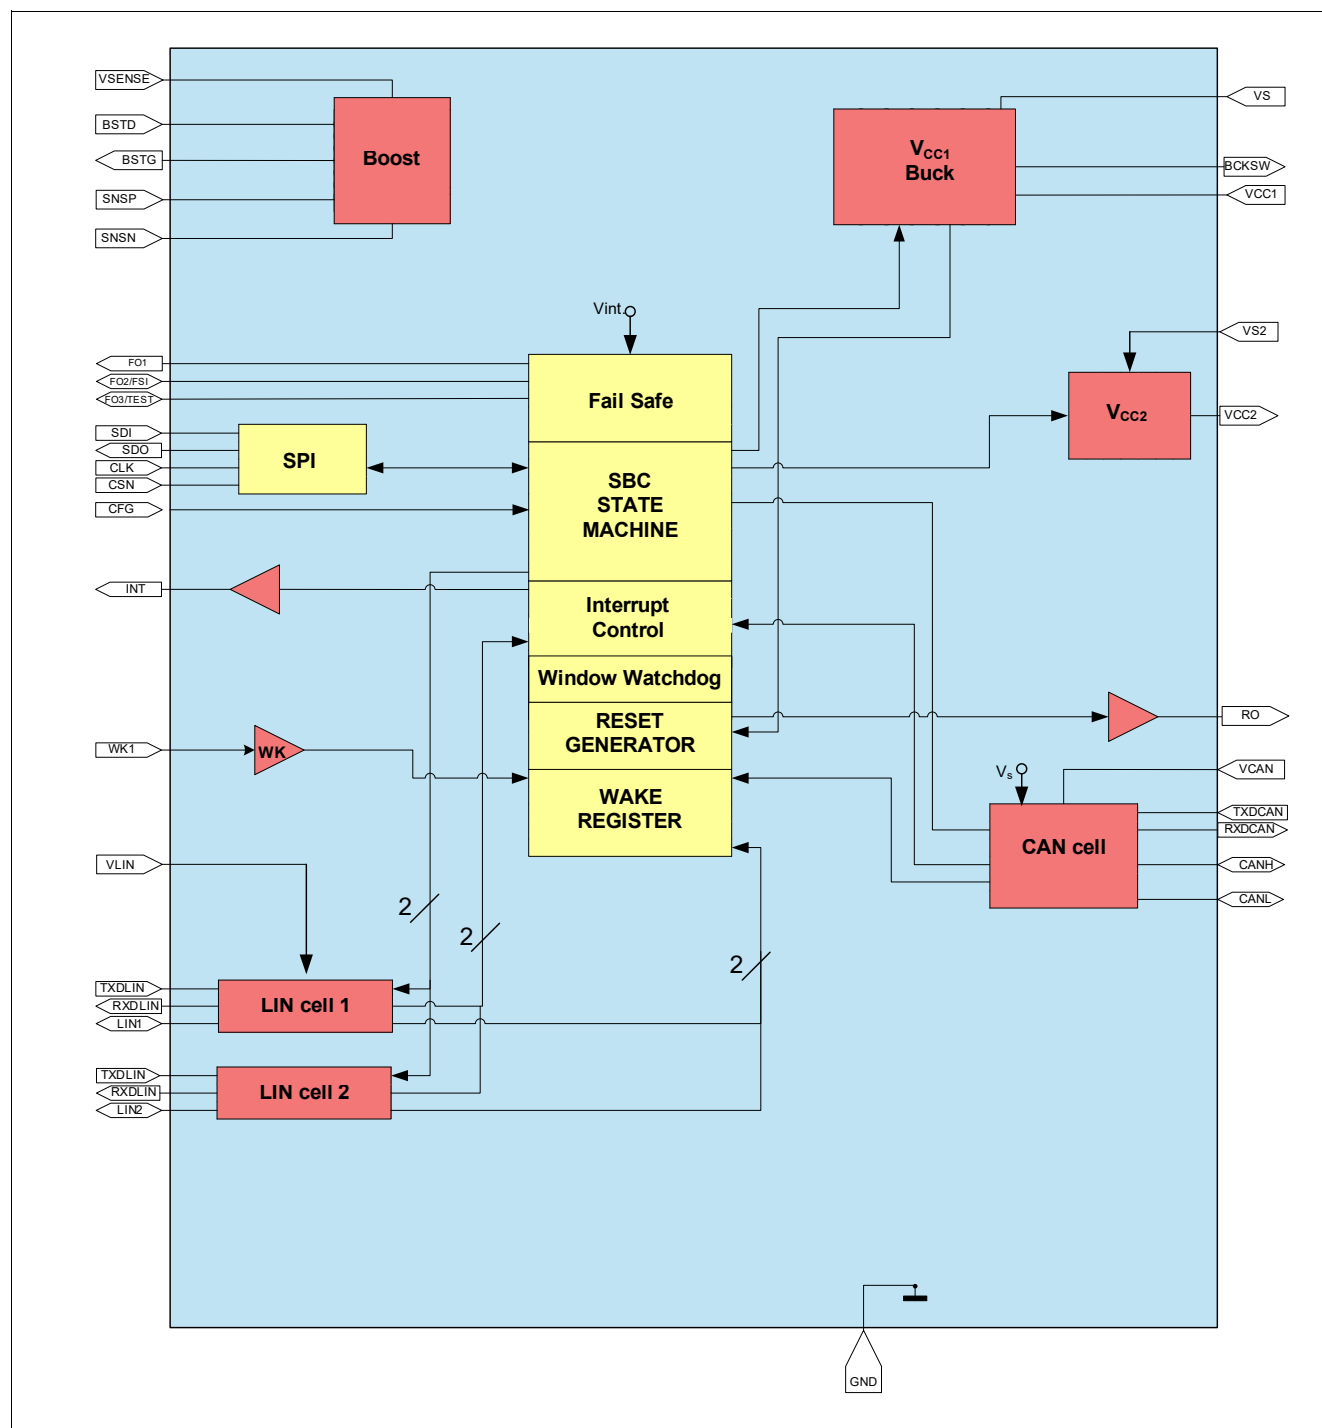 VSENSE
BSTD
BSTG
SNSP
SNSN
Boost
V_CC1
Buck
VS
BCKSW
VCC1
Vint.
FO1
FO2/FSI
FO3/TEST
SDI
SDO
CLK
CSN
CFG
SPI
Fail Safe
SBC
STATE
MACHINE
VS2
V_CC2
VCC2
INT
Interrupt
Control
Window Watchdog
RESET
GENERATOR
RO
WK1
WK
WAKE
REGISTER
V_s
VCAN
TXDCAN
RXDCAN
CAN cell
CANH
CANL
VLIN
2
2
2
TXDLIN
RXDLIN
LIN1
LIN cell 1
TXDLIN
RXDLIN
LIN2
LIN cell 2
GND